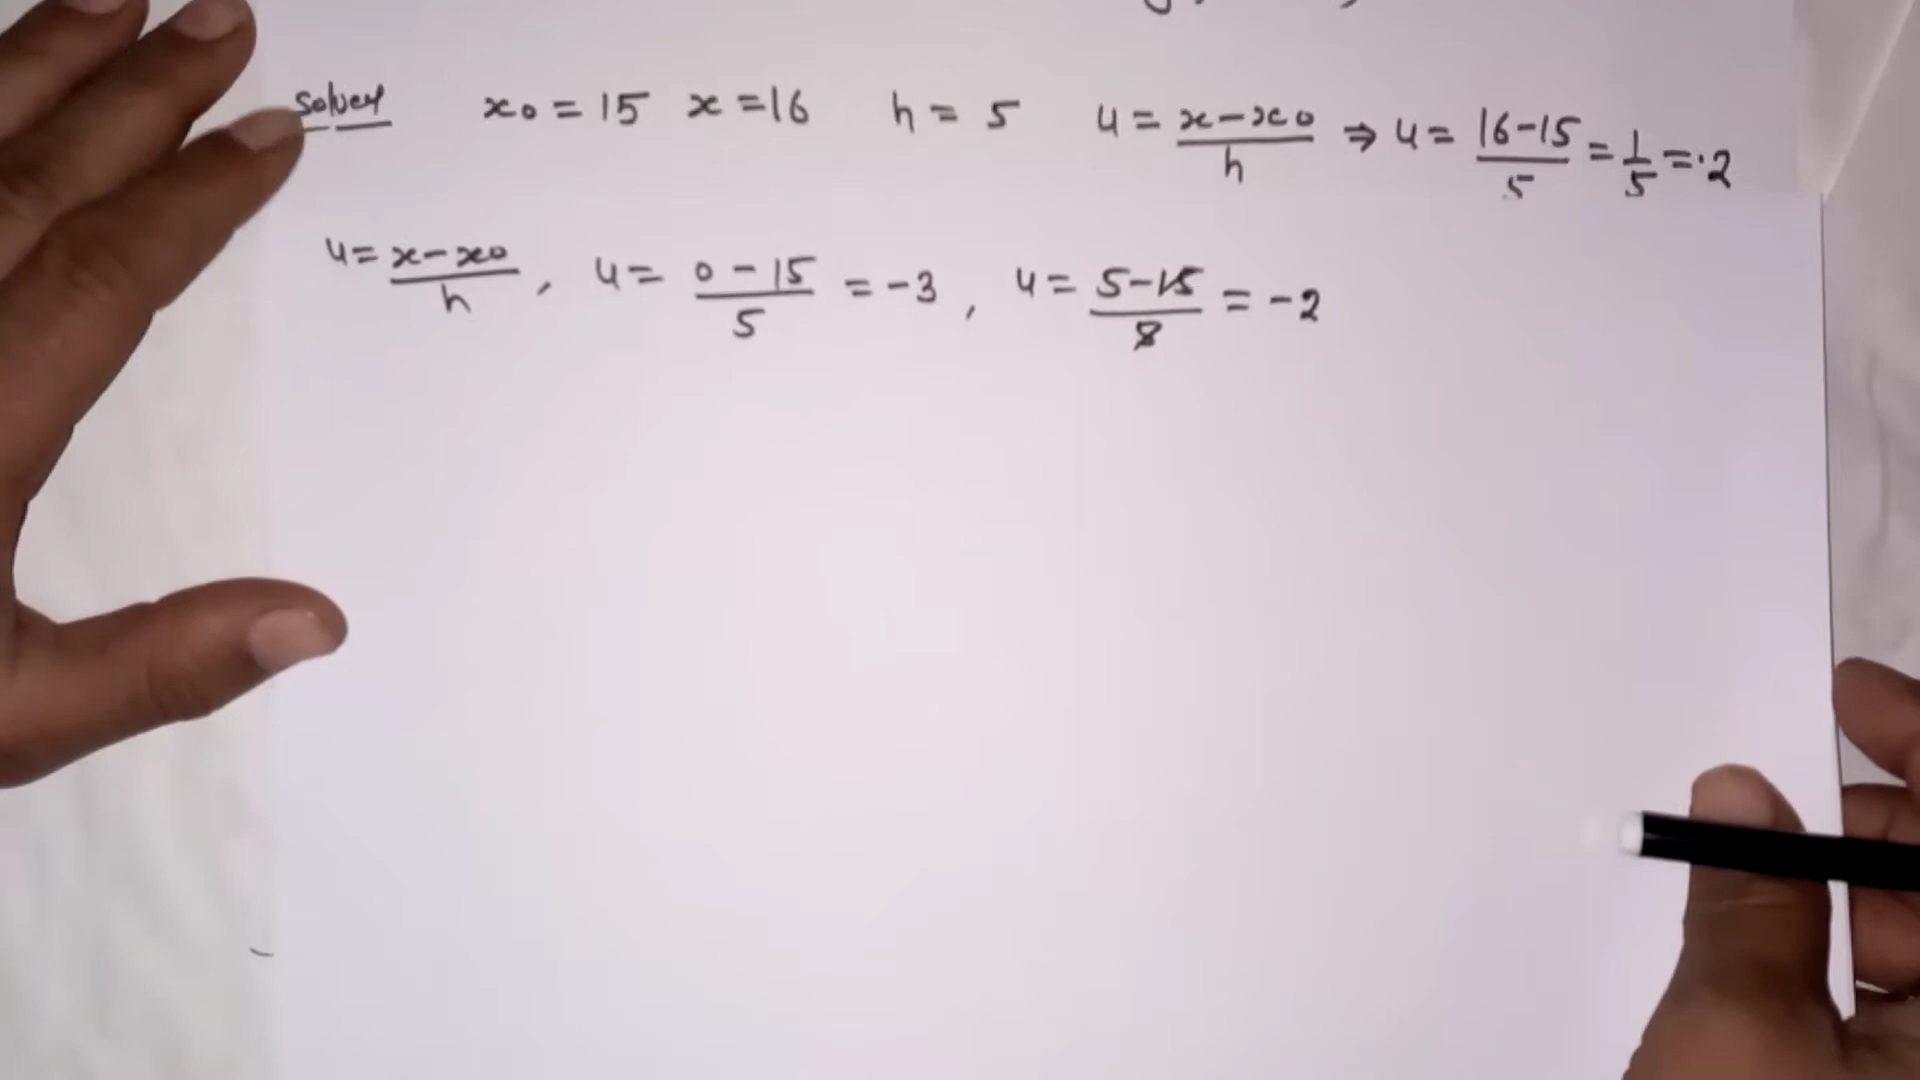 solve x0 = 15 x = 16 h = 5 u = x-x0/h ⇒ u = 16-15/5 = 1/5 = .2
u = x-x0/h , u = 0-15/5 = -3 , u = 5-15/5 = -2